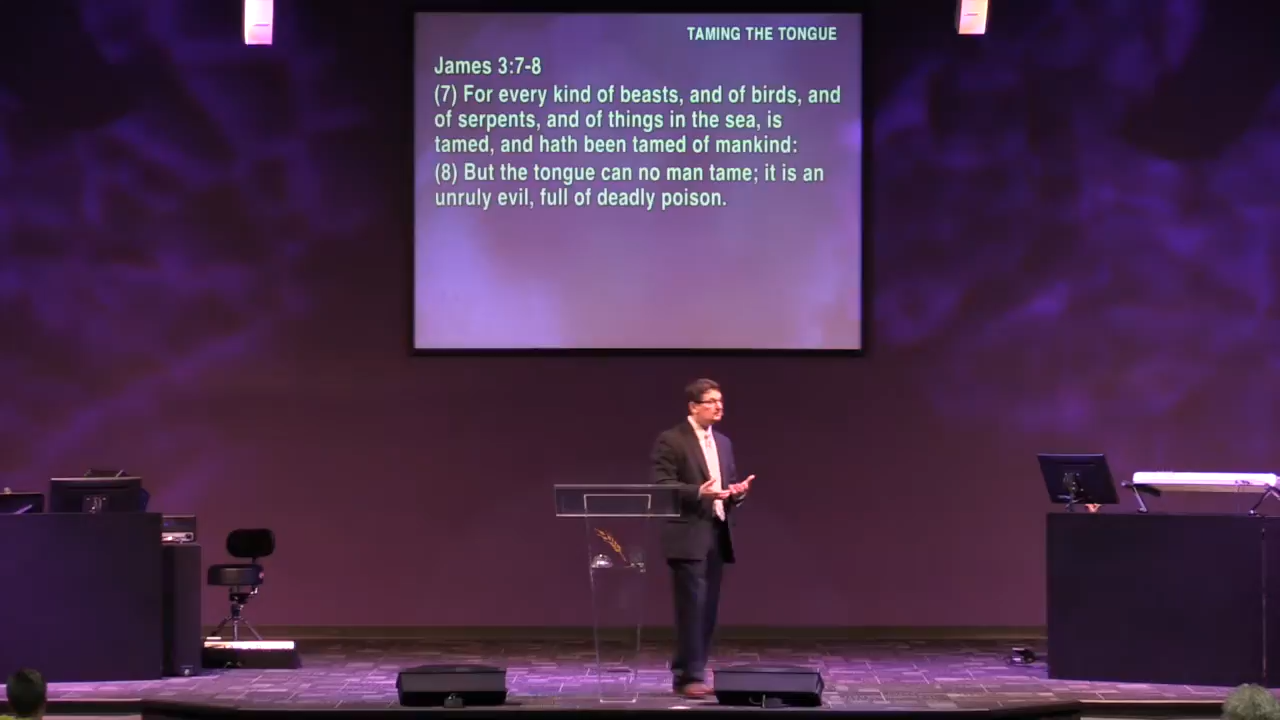 TAMING THE TONGUE
James 3:7-8
(7) For every kind of beasts, and of birds, and
of serpents, and of things in the sea, is
tamed, and hath been tamed of mankind:
(8) But the tongue can no man tame; it is an
unruly evil, full of deadly poison.